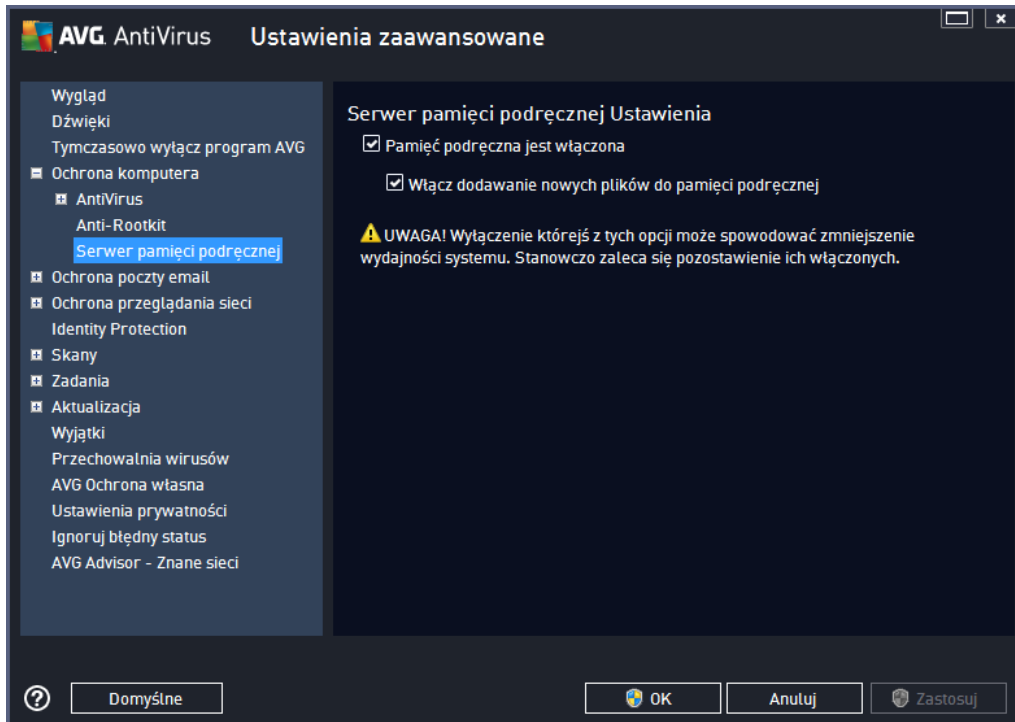 AVG. AntiVirus Ustawienia zaawansowane
Wygląd
Dźwięki
Tymczasowo wyłącz program AVG
Ochrona komputera
AntiVirus
Anti-Rootkit
Serwer pamięci podręcznej
Ochrona poczty email
Ochrona przeglądania sieci
Identity Protection
Skany
Zadania
Aktualizacja
Wyjątki
Przechowalnia wirusów
AVG Ochrona własna
Ustawienia prywatności
Ignoruj błędny status
AVG Advisor - Znane sieci
Serwer pamięci podręcznej Ustawienia
Pamięć podręczna jest włączona
Włącz dodawanie nowych plików do pamięci podręcznej
UWAGA! Wyłączenie którejś z tych opcji może spowodować zmniejszenie
wydajności systemu. Stanowczo zaleca się pozostawienie ich włączonych.
? Domyślne OK Anuluj Zastosuj